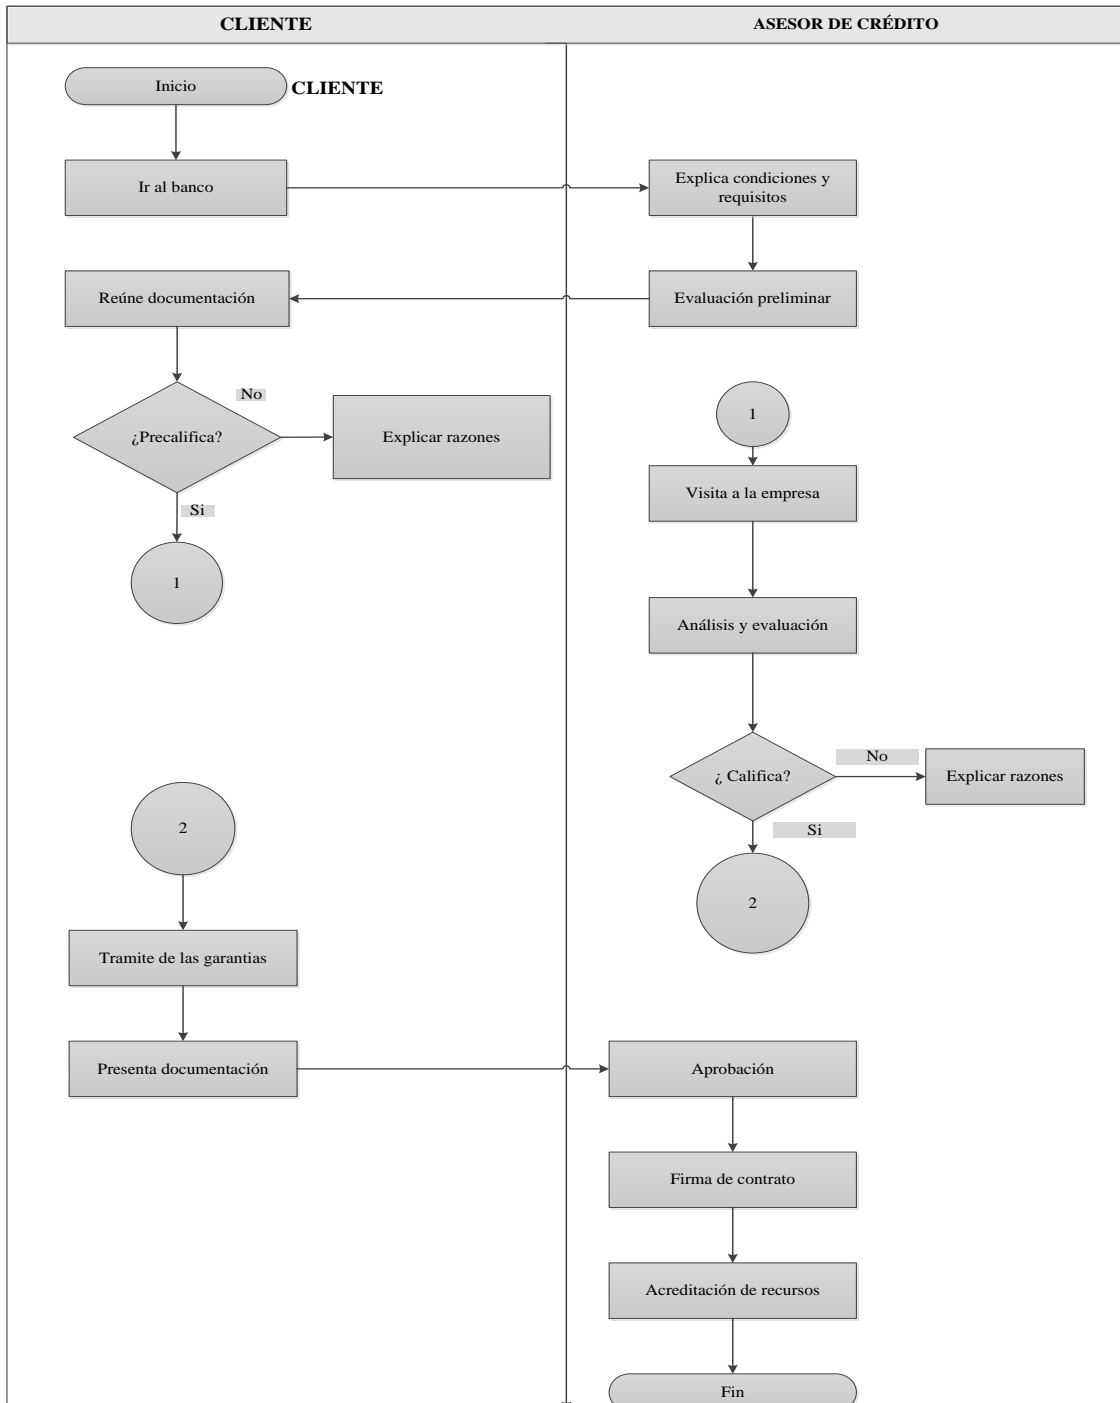 CLIENTE
ASESOR DE CRÉDITO
Inicio
CLIENTE
Ir al banco
Explica condiciones y
requisitos
Reúne documentación
Evaluación preliminar
No
¿Precalifica?
Explicar razones
Si
1
1
Visita a la empresa
Análisis y evaluación
¿ Califica?
No
Explicar razones
Si
2
2
Tramite de las garantias
Presenta documentación
Aprobación
Firma de contrato
Acreditación de recursos
Fin